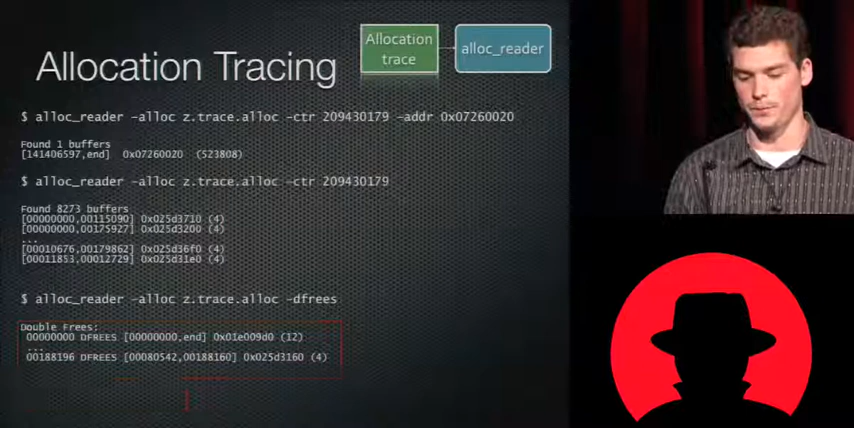 Allocation Tracing
Allocation
trace
alloc_reader
$ alloc_reader –alloc z.trace.alloc –ctr 209430179 –addr 0x07260020
Found 1 buffers
[141406597,end] 0x07260020 (523808)
$ alloc_reader –alloc z.trace.alloc –ctr 209430179
Found 8273 buffers
[00000000,00115090] 0x025d3710 (4)
[00000000,00175927] 0x025d3200 (4)
...
[00010676,00179862] 0x025d36f0 (4)
[00011853,00012729] 0x025d31e0 (4)
$ alloc_reader –alloc z.trace.alloc –dfrees
Double Frees:
00000000 DFREES [00000000,end] 0x01e009d0 (12)
...
00188196 DFREES [00080542,00188160] 0x025d3160 (4)